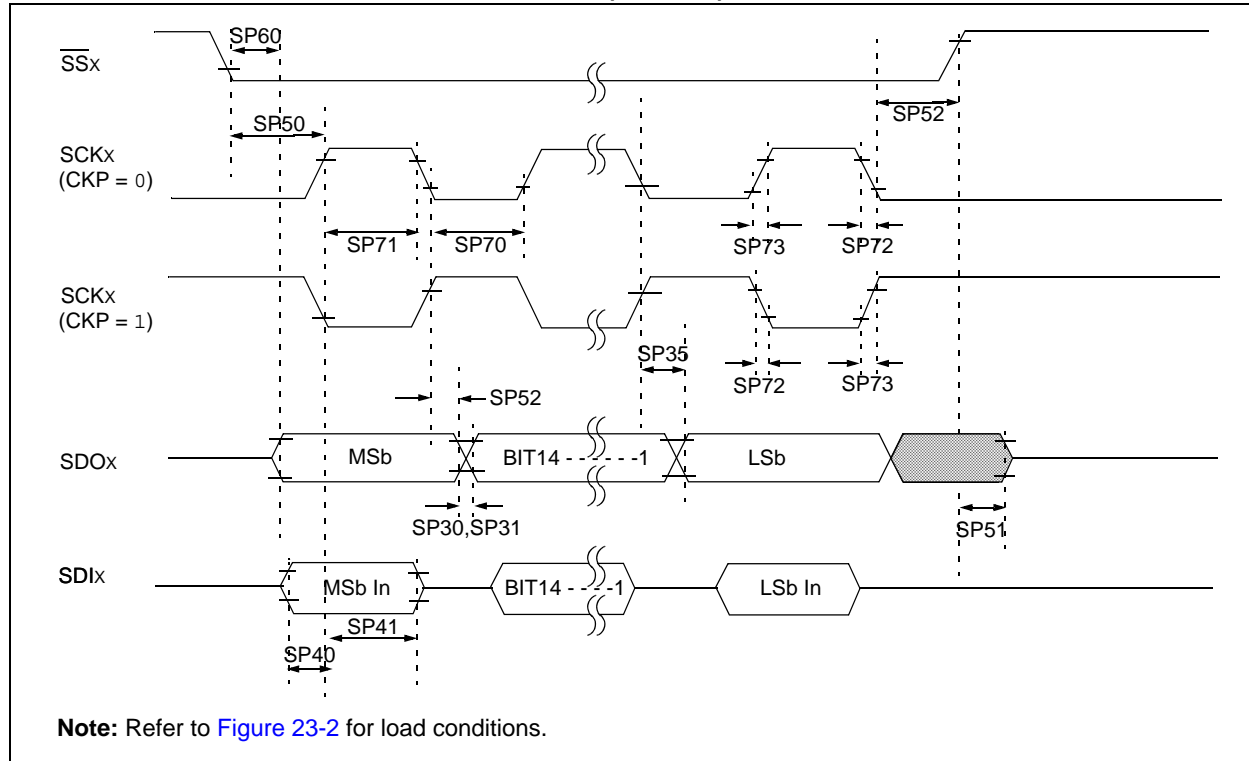 SP60
SSX
SP50
SP52
SCKX
(CKP = 0)
SP71
SP70
SP73
SP72
SCKX
(CKP = 1)
SP35
SP72
SP73
SP52
SDOX
MSb
BIT14 - - - - - -1
LSb
SP30,SP31
SP51
SDIX
MSb In
BIT14 - - - -1
LSb In
SP41
SP40
Note: Refer to Figure 23-2 for load conditions.